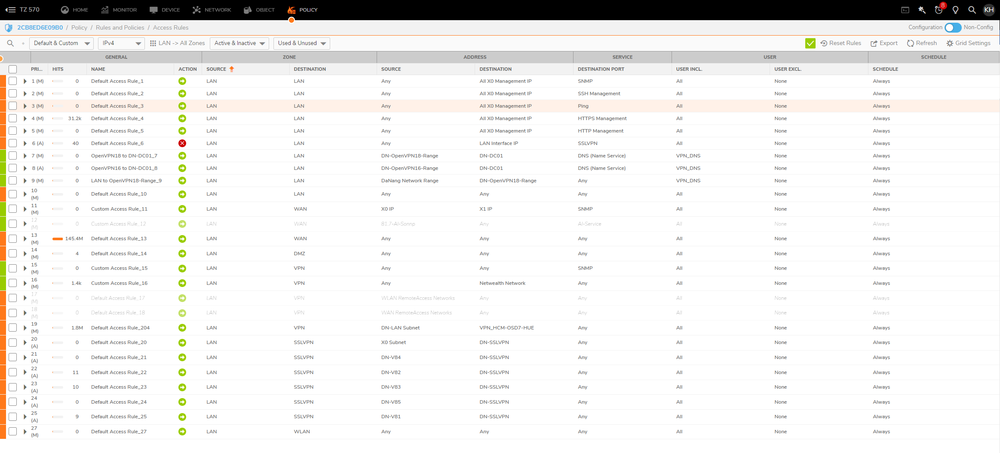 TZ 570 HOME MONITOR DEVICE NETWORK OBJECT POLICY 8 KH
2CB8ED6E09B0 / Policy / Rules and Policies / Access Rules Configuration Non-Config
Default & Custom IPv4 LAN -> All Zones Active & Inactive Used & Unused Reset Rules Export Refresh Grid Settings
GENERAL ZONE ADDRESS SERVICE USER SCHEDULE
PRI... HITS NAME ACTION SOURCE DESTINATION SOURCE DESTINATION DESTINATION PORT USER INCL. USER EXCL. SCHEDULE
1 (M) 0 Default Access Rule_1 LAN LAN Any All X0 Management IP SNMP All None Always
2 (M) 0 Default Access Rule_2 LAN LAN Any All X0 Management IP SSH Management All None Always
3 (M) 0 Default Access Rule_3 LAN LAN Any All X0 Management IP Ping All None Always
4 (M) 31.2k Default Access Rule_4 LAN LAN Any All X0 Management IP HTTPS Management All None Always
5 (M) 0 Default Access Rule_5 LAN LAN Any All X0 Management IP HTTP Management All None Always
6 (A) 40 Default Access Rule_6 LAN LAN Any LAN Interface IP SSLVPN All None Always
7 (M) 0 OpenVPN18 to DN-DC01_7 LAN LAN DN-OpenVPN18-Range DN-DC01 DNS (Name Service) VPN_DNS None Always
8 (A) 0 OpenVPN16 to DN-DC01_8 LAN LAN DN-OpenVPN16-Range DN-DC01 DNS (Name Service) VPN_DNS None Always
9 (M) 0 LAN to OpenVPN18-Range_9 LAN LAN DaNang Network Range DN-OpenVPN18-Range Any VPN_DNS None Always
10 (M) 0 Default Access Rule_10 LAN LAN Any Any Any All None Always
11 (M) 0 Custom Access Rule_11 LAN WAN X0 IP X1 IP SNMP All None Always
12 (M) 0 Custom Access Rule_12 LAN WAN 81.7-AI-Sonnp Any AI-Service All None Always
13 (M) 145.4M Default Access Rule_13 LAN WAN Any Any Any All None Always
14 (M) 4 Default Access Rule_14 LAN DMZ Any Any Any All None Always
15 (M) 0 Custom Access Rule_15 LAN VPN Any Any SNMP All None Always
16 (M) 1.4k Custom Access Rule_16 LAN VPN Any Netwealth Network Any All None Always
17 (M) 0 Default Access Rule_17 LAN VPN WLAN RemoteAccess Networks Any Any All None Always
18 (M) 0 Default Access Rule_18 LAN VPN WAN RemoteAccess Networks Any Any All None Always
19 (M) 1.8M Default Access Rule_204 LAN VPN DN-LAN Subnet VPN_HCM-OSD7-HUE Any All None Always
20 (A) 0 Default Access Rule_20 LAN SSLVPN X0 Subnet DN-SSLVPN Any All None Always
21 (A) 0 Default Access Rule_21 LAN SSLVPN DN-V84 DN-SSLVPN Any All None Always
22 (A) 11 Default Access Rule_22 LAN SSLVPN DN-V82 DN-SSLVPN Any All None Always
23 (A) 10 Default Access Rule_23 LAN SSLVPN DN-V83 DN-SSLVPN Any All None Always
24 (A) 0 Default Access Rule_24 LAN SSLVPN DN-V85 DN-SSLVPN Any All None Always
25 (A) 9 Default Access Rule_25 LAN SSLVPN DN-V81 DN-SSLVPN Any All None Always
27 (M) 0 Default Access Rule_27 LAN WLAN Any Any Any All None Always